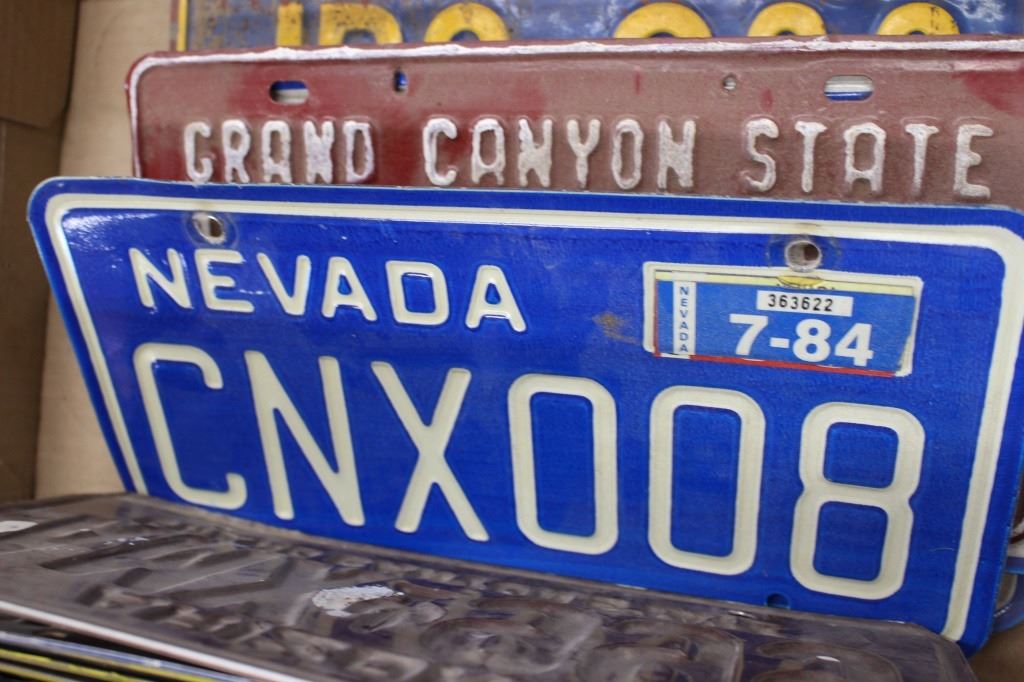 GRAND CANYON STATE
NEVADA
NEVADA
363622
7-84
CNX008